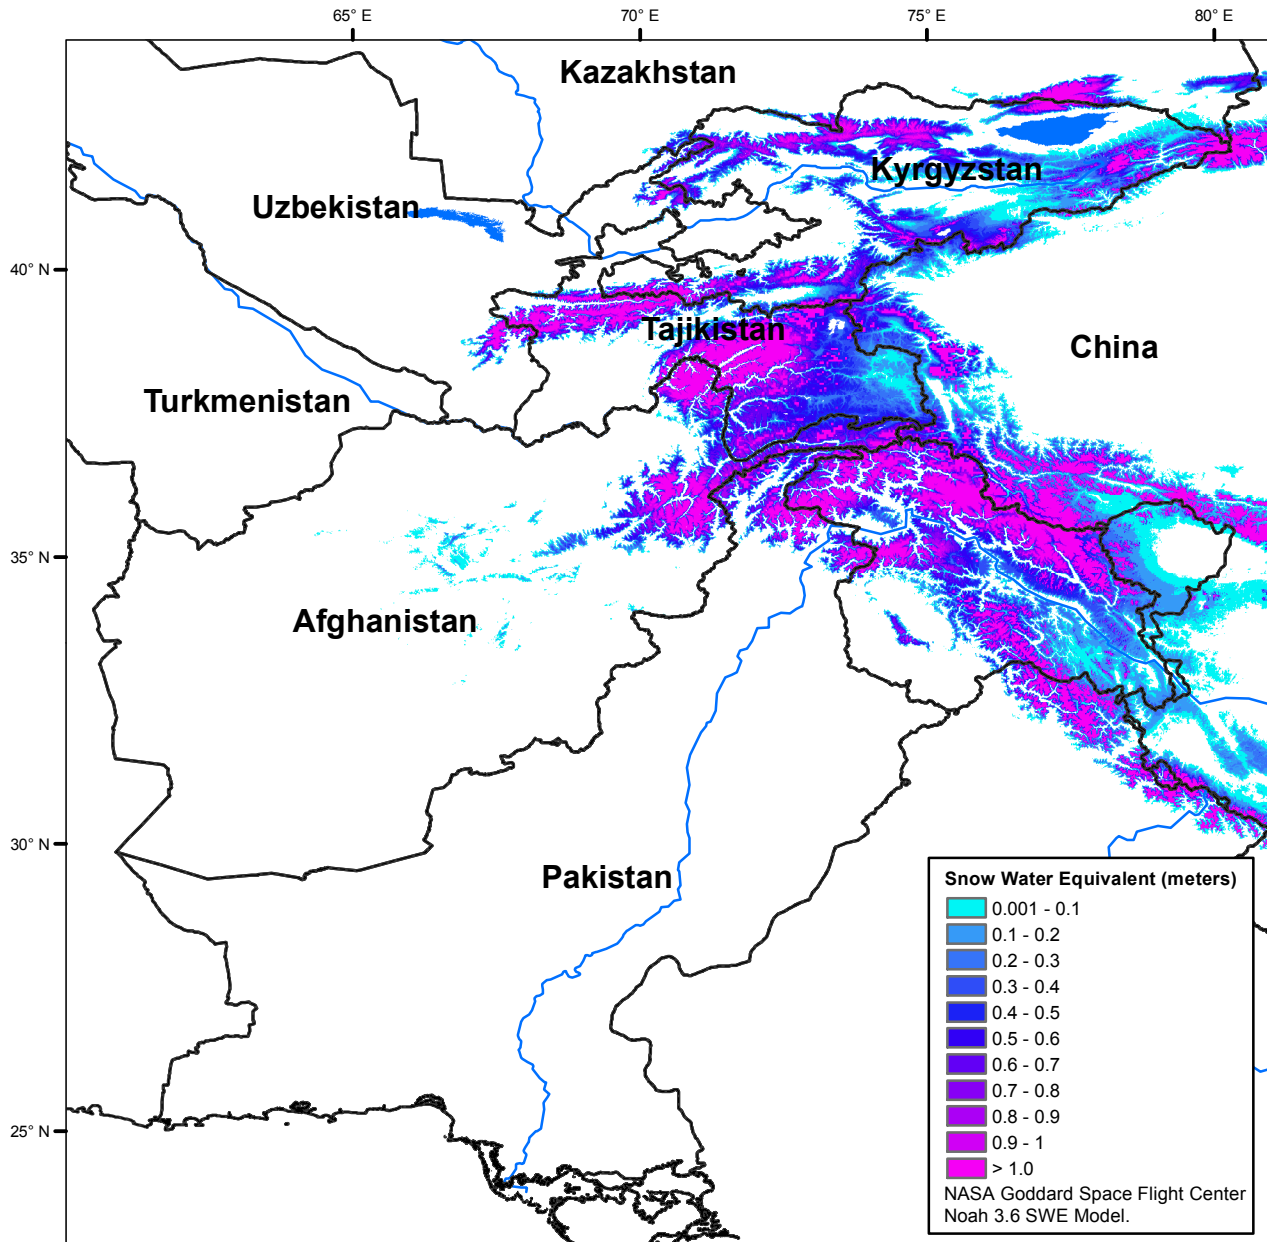 65° E
70° E
75° E
80° E
Kazakhstan
Kyrgyzstan
Uzbekistan
40° N
Tajikistan
China
Turkmenistan
35° N
Afghanistan
30° N
Pakistan
25° N
Snow Water Equivalent (meters)
0.001 - 0.1
0.1 - 0.2
0.2 - 0.3
0.3 - 0.4
0.4 - 0.5
0.5 - 0.6
0.6 - 0.7
0.7 - 0.8
0.8 - 0.9
0.9 - 1
> 1.0
NASA Goddard Space Flight Center
Noah 3.6 SWE Model.